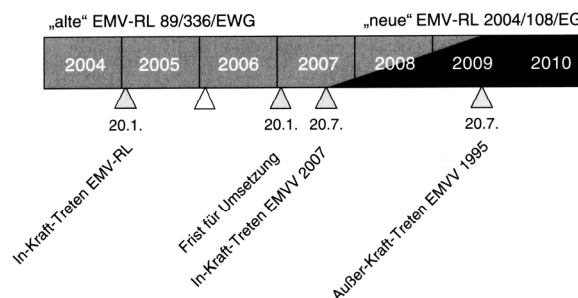 „alte" EMV-RL 89/336/EWG
„neue" EMV-RL 2004/108/EG
2004 2005 2006 2007 2008 2009 2010
20.1. 20.1. 20.7. 20.7.
In-Kraft-Treten EMV-RL
Frist für Umsetzung
In-Kraft-Treten EMVV 2007
Außer-Kraft-Treten EMVV 1995